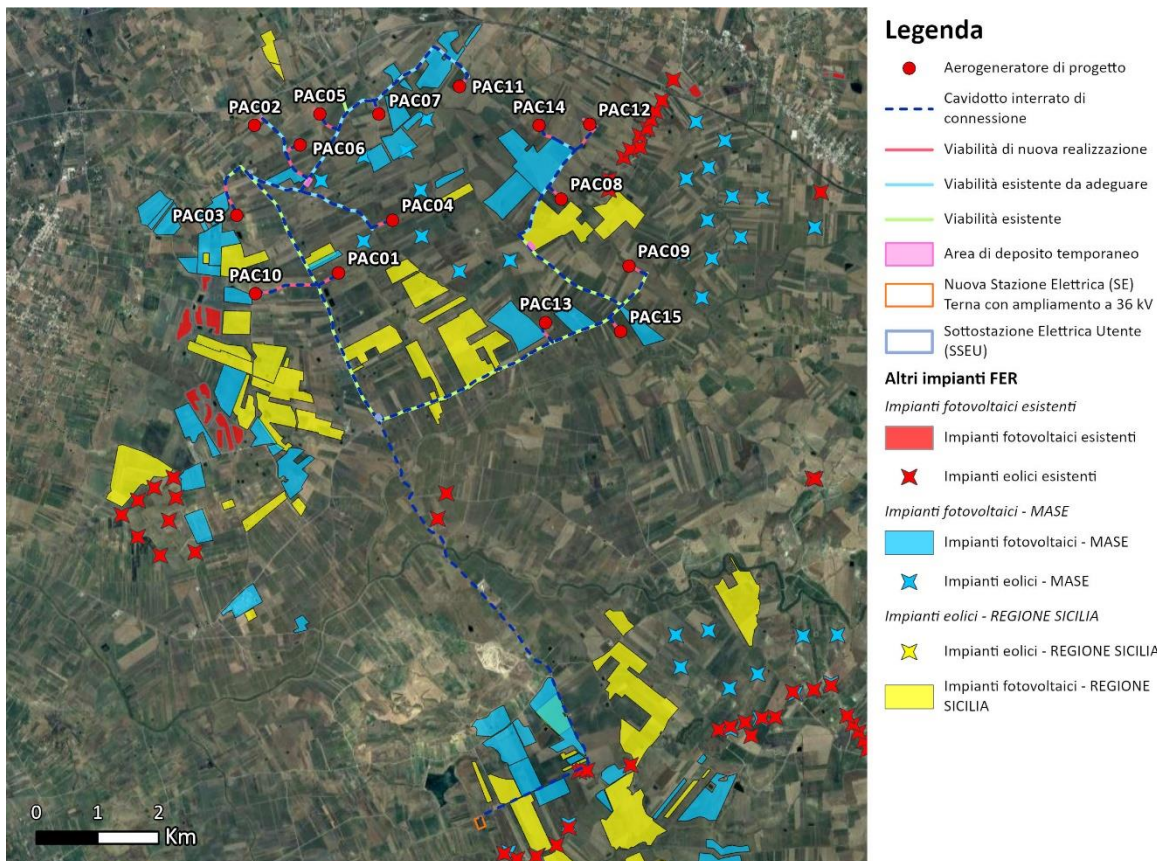 PAC11
PAC05
PAC02
PAC07
PAC14
PAC12
PAC06
PAC08
PAC03
PAC04
PAC09
PAC01
PAC10
PAC13
PAC15
0 1 2
Km
Legenda
Aerogeneratore di progetto
Cavidotto interrato di
connessione
Viabilità di nuova realizzazione
Viabilità esistente da adeguare
Viabilità esistente
Area di deposito temporaneo
Nuova Stazione Elettrica (SE)
Terna con ampliamento a 36 kV
Sottostazione Elettrica Utente
(SSEU)
Altri impianti FER
Impianti fotovoltaici esistenti
Impianti fotovoltaici esistenti
Impianti eolici esistenti
Impianti fotovoltaici - MASE
Impianti fotovoltaici - MASE
Impianti eolici - MASE
Impianti eolici - REGIONE SICILIA
Impianti eolici - REGIONE SICILIA
Impianti fotovoltaici - REGIONE
SICILIA